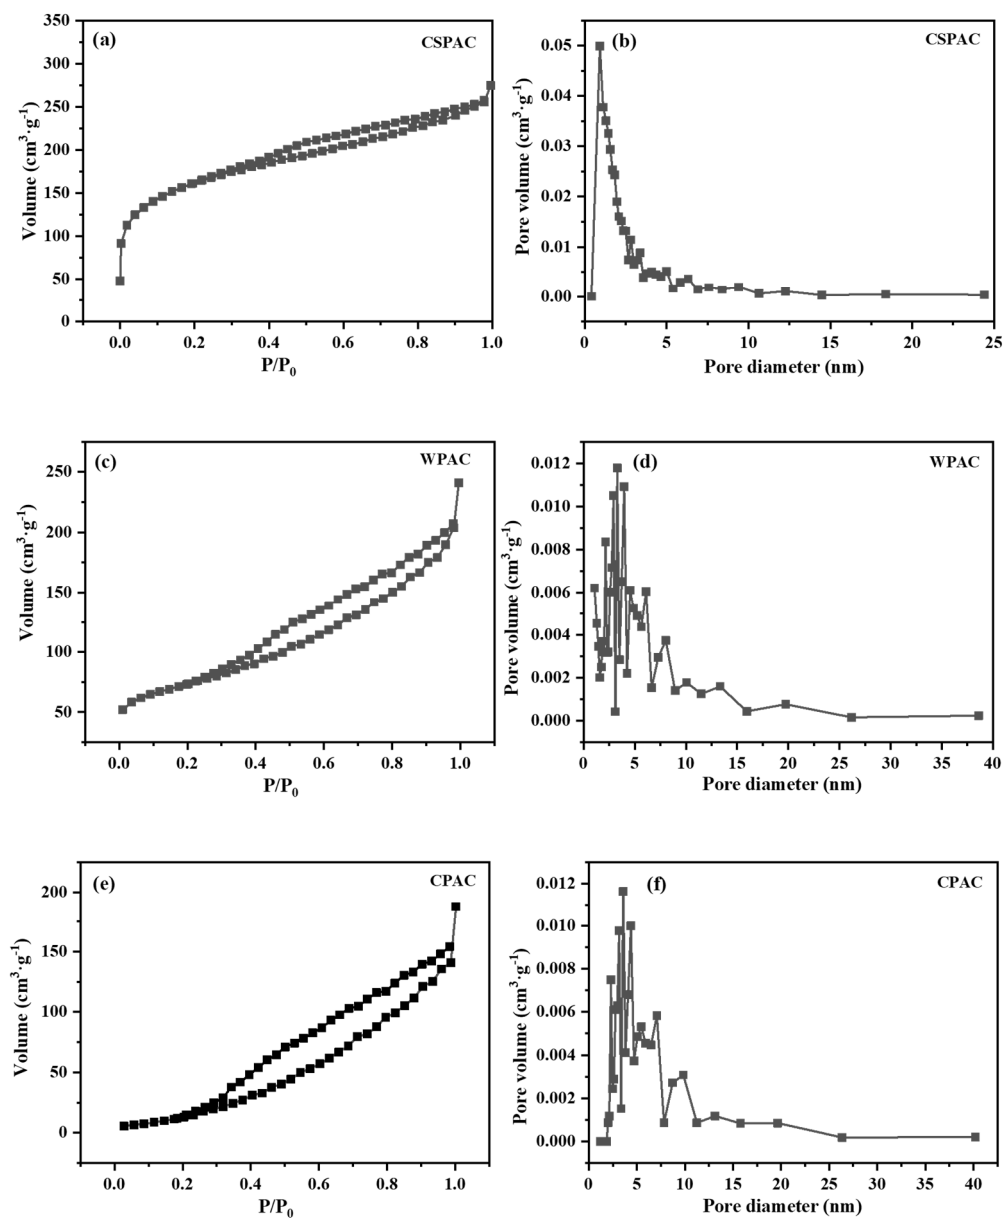 (a)
CSPAC
350
300
250
200
150
100
50
0
0.0 0.2 0.4 0.6 0.8 1.0
Volume (cm³·g⁻¹)
P/P₀
(b)
CSPAC
0.05
0.04
0.03
0.02
0.01
0.00
0 5 10 15 20 25
Pore volume (cm³·g⁻¹)
Pore diameter (nm)
(c)
WPAC
250
200
150
100
50
0.0 0.2 0.4 0.6 0.8 1.0
Volume (cm³·g⁻¹)
P/P₀
(d)
WPAC
0.012
0.010
0.008
0.006
0.004
0.002
0.000
0 5 10 15 20 25 30 35 40
Pore volume (cm³·g⁻¹)
Pore diameter (nm)
(e)
CPAC
200
150
100
50
0
0.0 0.2 0.4 0.6 0.8 1.0
Volume (cm³·g⁻¹)
P/P₀
(f)
CPAC
0.012
0.010
0.008
0.006
0.004
0.002
0.000
0 5 10 15 20 25 30 35 40
Pore volume (cm³·g⁻¹)
Pore diameter (nm)